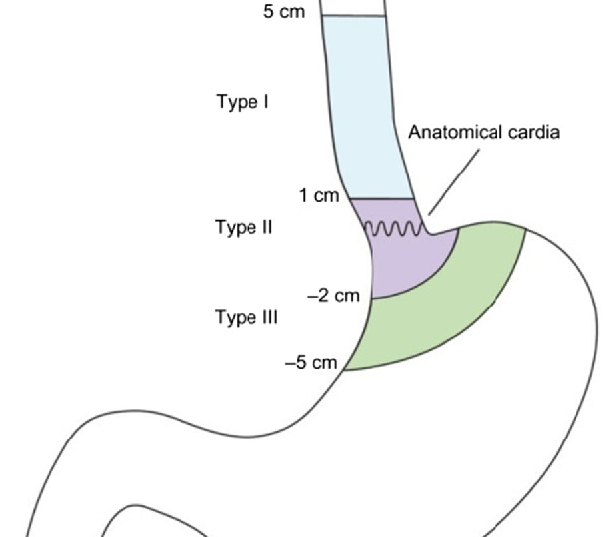 5 cm
Type I
Anatomical cardia
1 cm
Type II
–2 cm
Type III
–5 cm